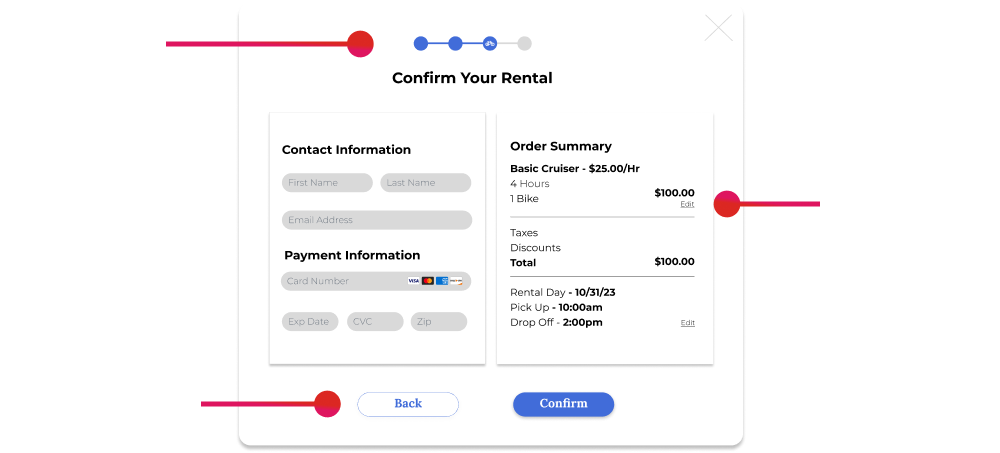 Confirm Your Rental
Contact Information
First Name Last Name
Email Address
Payment Information
Card Number VISA
Exp Date CVC Zip
Order Summary
Basic Cruiser - $25.00/Hr
4 Hours
1 Bike $100.00
Edit
Taxes
Discounts
Total $100.00
Rental Day - 10/31/23
Pick Up - 10:00am
Drop Off - 2:00pm Edit
Back Confirm